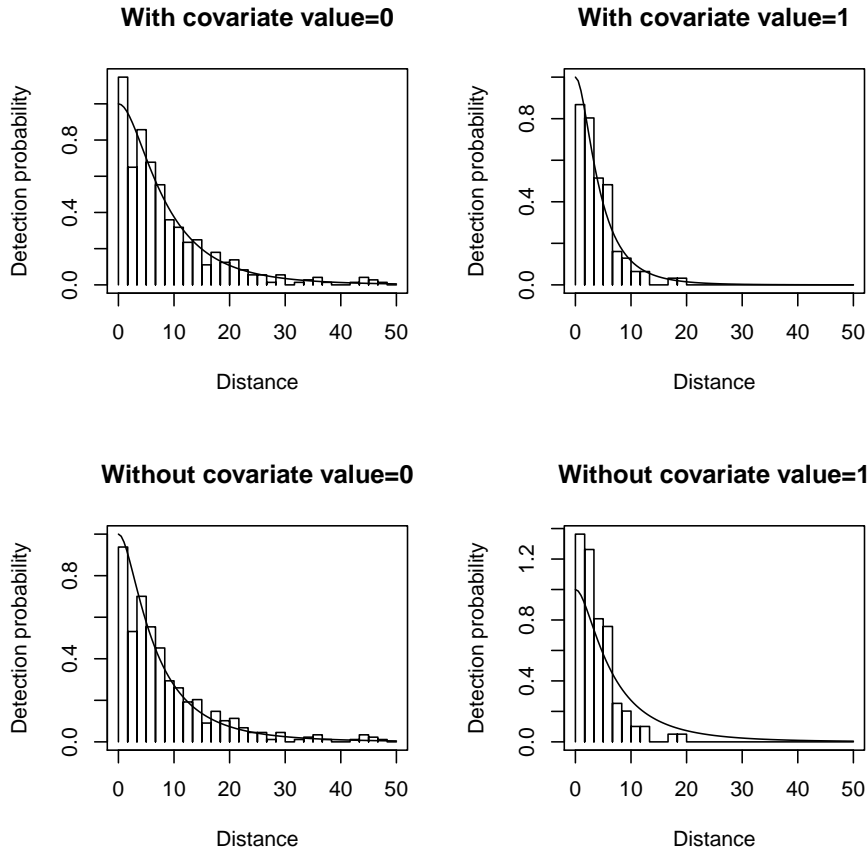 With covariate value=0
Detection probability
0.0 0.4 0.8
0 10 20 30 40 50
Distance
With covariate value=1
Detection probability
0.0 0.4 0.8
0 10 20 30 40 50
Distance
Without covariate value=0
Detection probability
0.0 0.4 0.8
0 10 20 30 40 50
Distance
Without covariate value=1
Detection probability
0.0 0.4 0.8 1.2
0 10 20 30 40 50
Distance